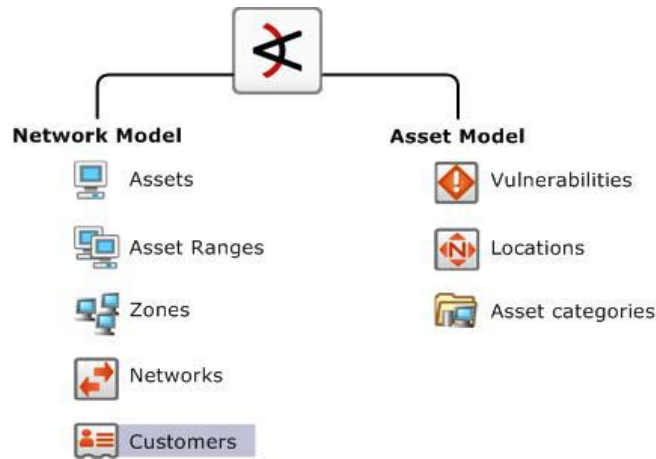 Network Model
Assets
Asset Ranges
Zones
Networks
Customers
Asset Model
Vulnerabilities
N
Locations
Asset categories